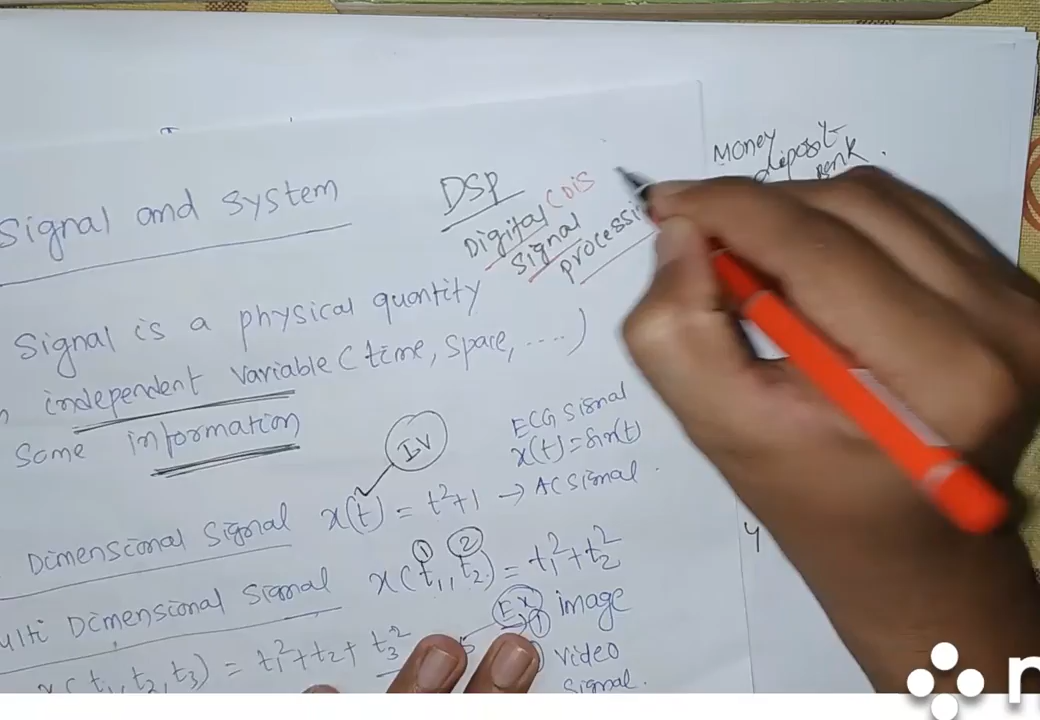 Money
deposit
Bank.
Signal and System
DSP
Digital (Dis
Signal
processi
Signal is a physical quantity
independent variable (time, space, ....)
Some information
ECG Signal
x(t)=Sin(t)
I.V
Dimensional Signal x(t) = t²+1 → AC Signal.
① ②
ulti Dimensional Signal x(t₁,t₂) = t₁²+t₂²
Ex ① image
x(t₁,t₂,t₃) = t₁²+t₂+t₃²
video
Signal.
4